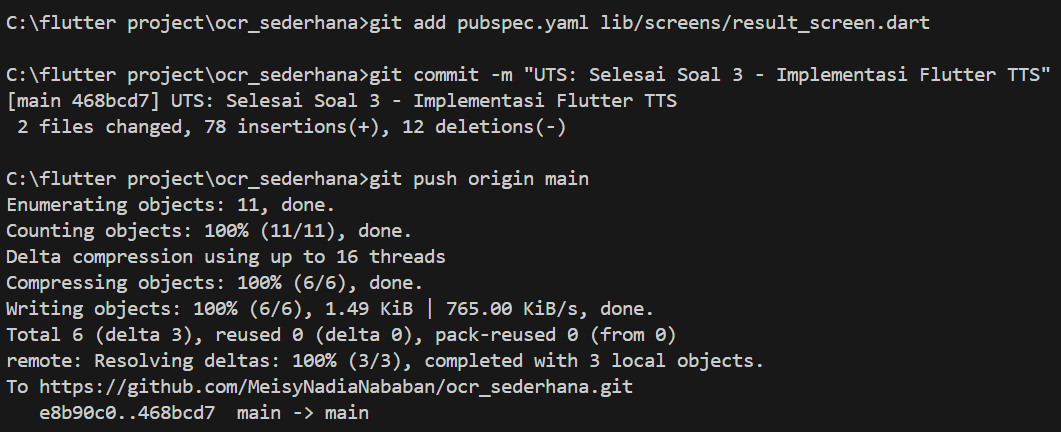 C:\flutter project\ocr_sederhana>git add pubspec.yaml lib/screens/result_screen.dart
C:\flutter project\ocr_sederhana>git commit -m "UTS: Selesai Soal 3 - Implementasi Flutter TTS"
[main 468bcd7] UTS: Selesai Soal 3 - Implementasi Flutter TTS
 2 files changed, 78 insertions(+), 12 deletions(-)
C:\flutter project\ocr_sederhana>git push origin main
Enumerating objects: 11, done.
Counting objects: 100% (11/11), done.
Delta compression using up to 16 threads
Compressing objects: 100% (6/6), done.
Writing objects: 100% (6/6), 1.49 KiB | 765.00 KiB/s, done.
Total 6 (delta 3), reused 0 (delta 0), pack-reused 0 (from 0)
remote: Resolving deltas: 100% (3/3), completed with 3 local objects.
To https://github.com/MeisyNadiaNababan/ocr_sederhana.git
   e8b90c0..468bcd7  main -> main